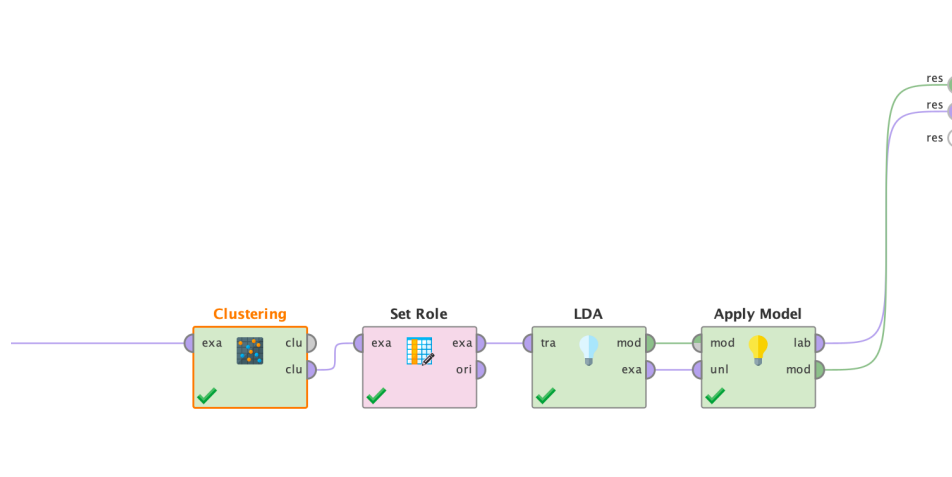 res
res
res
Clustering
Set Role
LDA
Apply Model
exa clu
clu
exa exa
ori
tra mod
exa
mod lab
unl mod